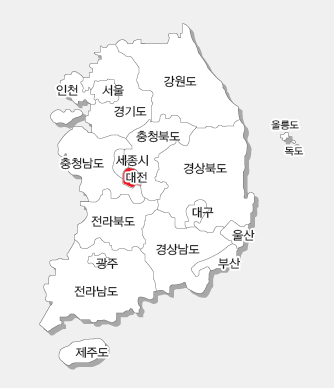 강원도
인천
서울
경기도
울릉도
독도
충청북도
충청남도
세종시
경상북도
대전
대구
전라북도
울산
경상남도
부산
광주
전라남도
제주도